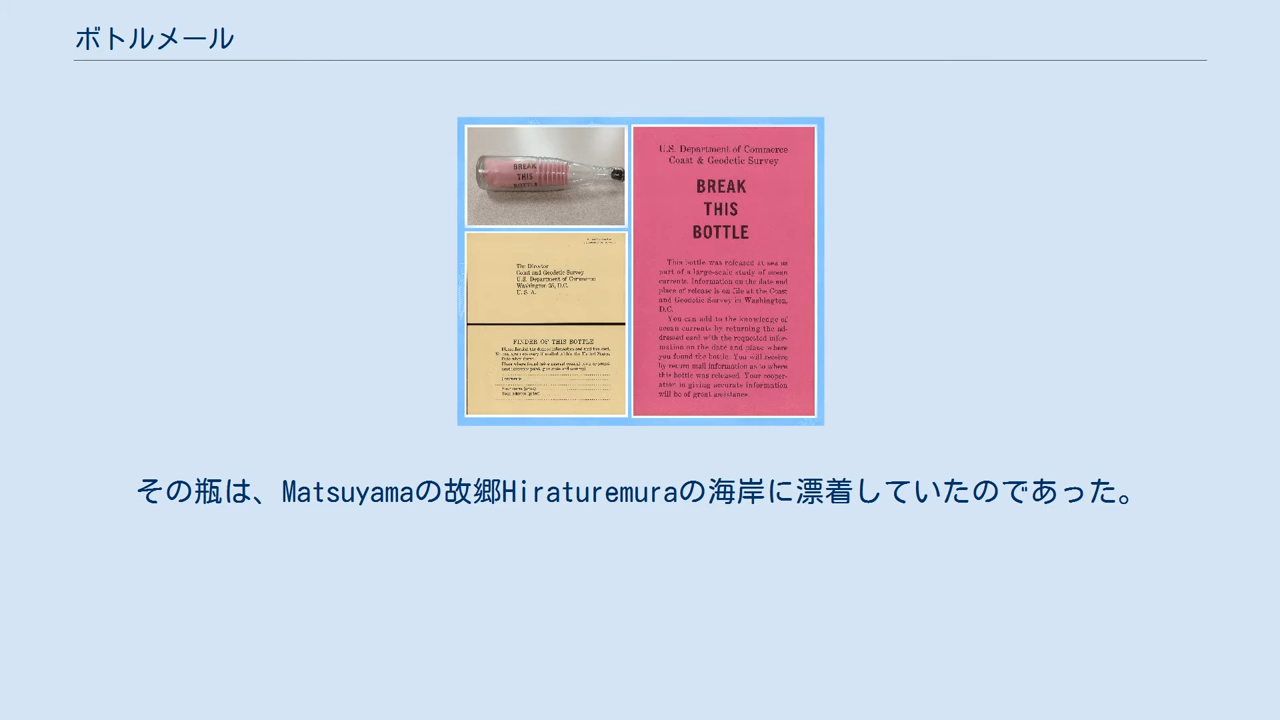 ボトルメール
BREAK
THIS
BOTTLE
U.S. Department of Commerce
Coast & Geodetic Survey
BREAK
THIS
BOTTLE
This bottle was released at sea as
part of a large-scale study of ocean
currents. Information on the date and
place of release is on file at the Coast
and Geodetic Survey in Washington,
D.C.
You can add to the knowledge of
ocean currents by returning the ad-
dressed card with the requested infor-
mation on the date and place where
you found the bottle. You will receive
by return mail information as to where
this bottle was released. Your cooper-
ation in giving accurate information
will be of great assistance.
The Director
Coast and Geodetic Survey
U.S. Department of Commerce
Washington 25, D.C.
U. S. A.
FINDER OF THIS BOTTLE
その瓶は、Matsuyamaの故郷Hiraturemuraの海岸に漂着していたのであった。